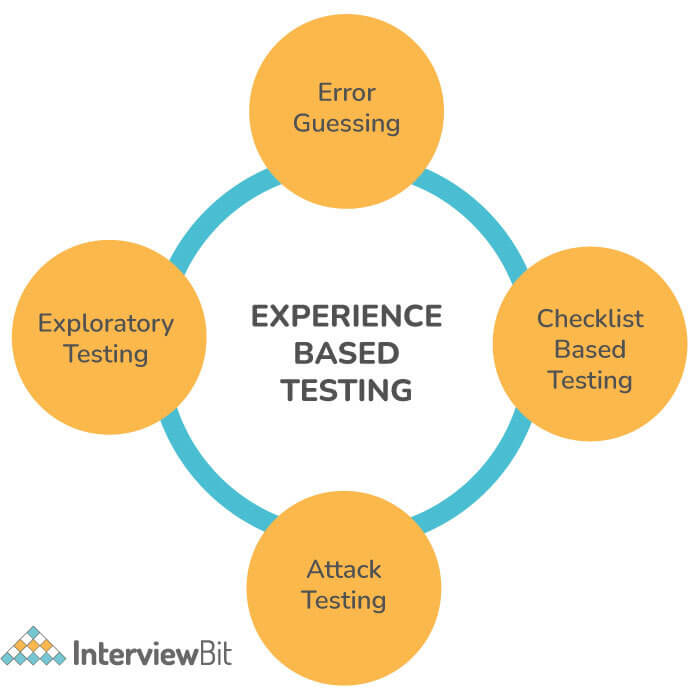 Error
Guessing
Exploratory
Testing
EXPERIENCE
BASED
TESTING
Checklist
Based
Testing
Attack
Testing
InterviewBit